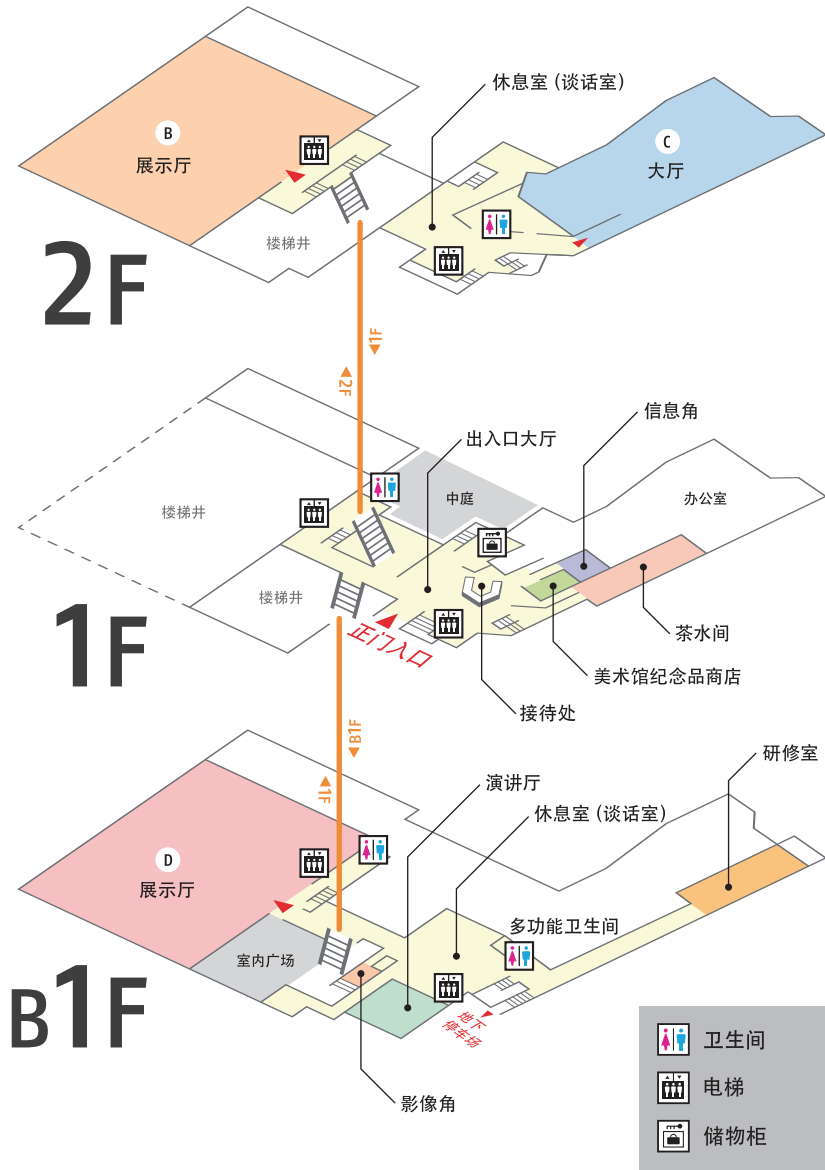 休息室（谈话室）
B
展示厅
C
大厅
楼梯井
2F
◀1F
◀2F
信息角
出入口大厅
中庭
办公室
楼梯井
楼梯井
1F
正门入口
茶水间
美术馆纪念品商店
接待处
◀B1F
◀1F
研修室
演讲厅
休息室（谈话室）
D
展示厅
多功能卫生间
室内广场
B1F
地下
停车场
影像角
卫生间
电梯
储物柜